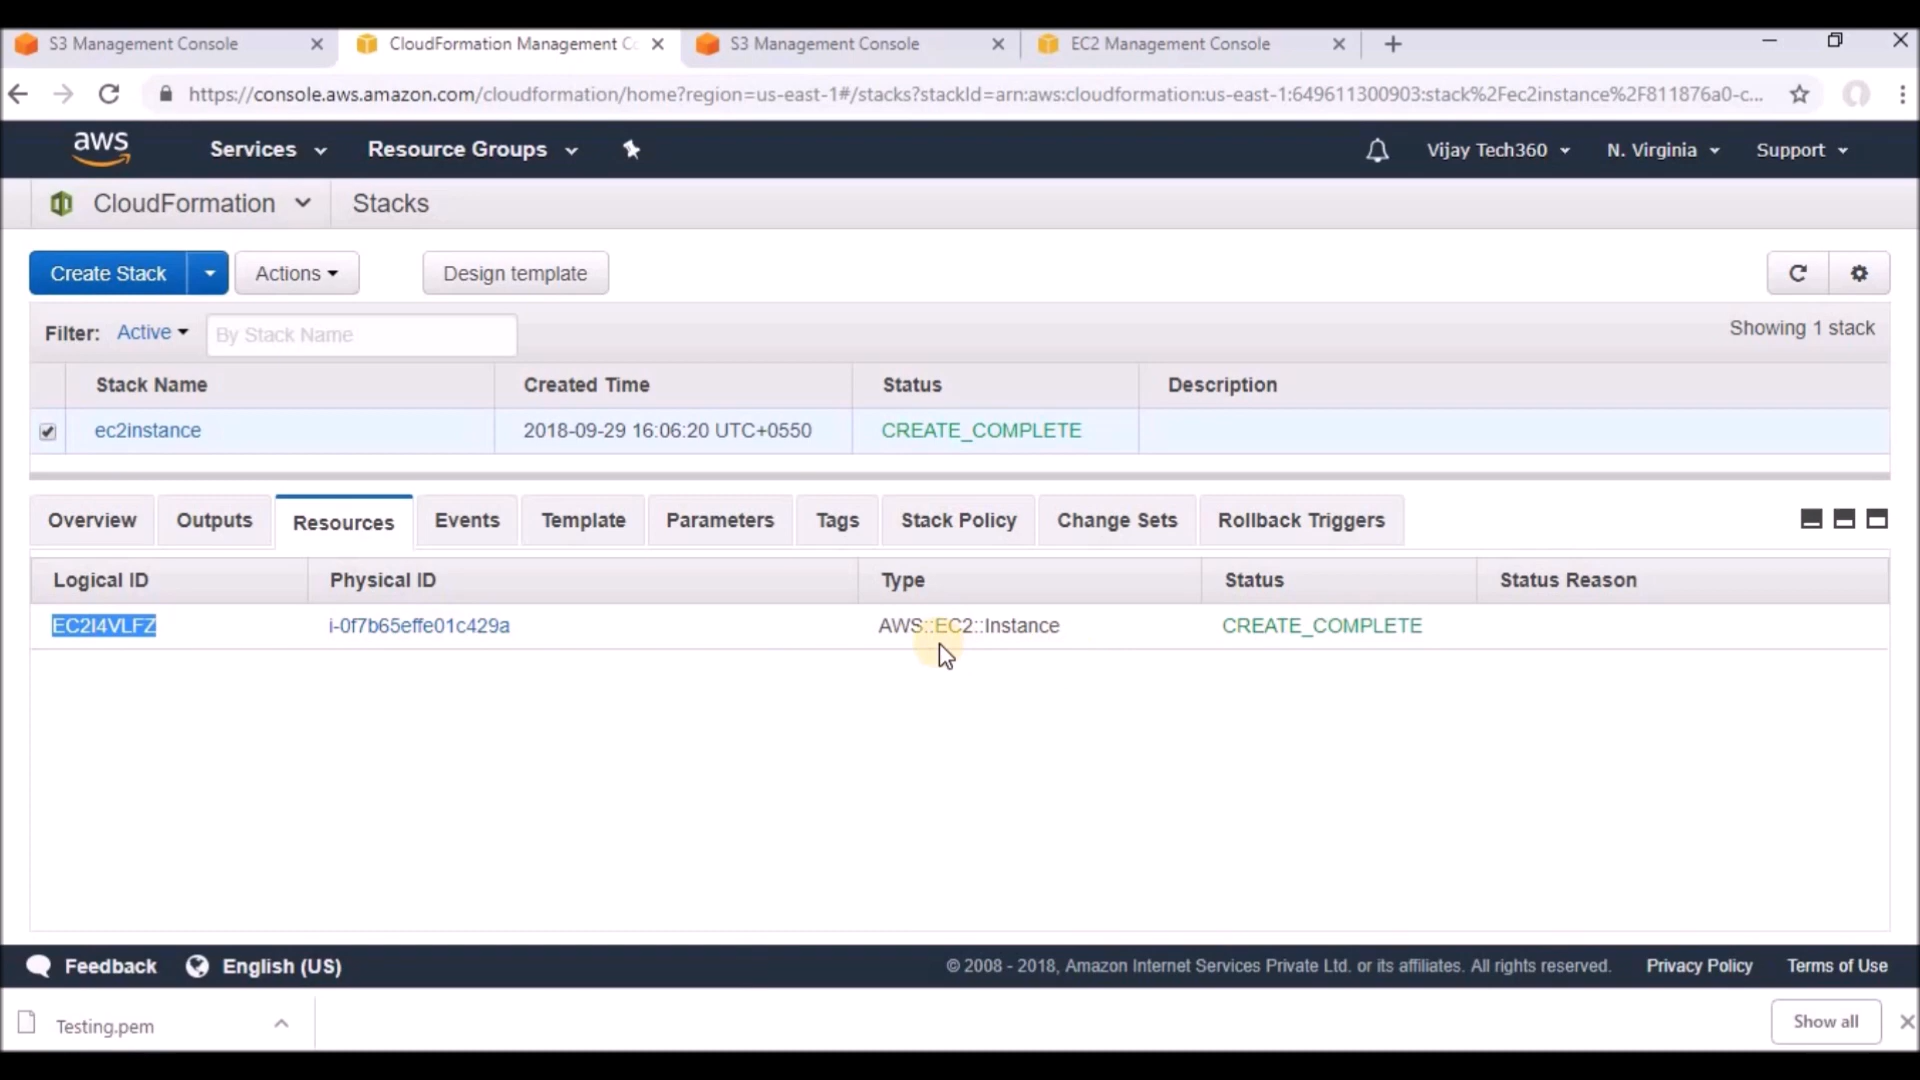 S3 Management Console
CloudFormation Management Co
S3 Management Console
EC2 Management Console
https://console.aws.amazon.com/cloudformation/home?region=us-east-1#/stacks?stackId=arn:aws:cloudformation:us-east-1:649611300903:stack%2Fec2instance%2F811876a0-c...
aws Services Resource Groups Vijay Tech360 N. Virginia Support
CloudFormation Stacks
Create Stack Actions Design template
Filter: Active By Stack Name Showing 1 stack
Stack Name Created Time Status Description
ec2instance 2018-09-29 16:06:20 UTC+0550 CREATE_COMPLETE
Overview Outputs Resources Events Template Parameters Tags Stack Policy Change Sets Rollback Triggers
Logical ID Physical ID Type Status Status Reason
EC2I4VLFZ i-0f7b65effe01c429a AWS::EC2::Instance CREATE_COMPLETE
Feedback English (US) © 2008 - 2018, Amazon Internet Services Private Ltd. or its affiliates. All rights reserved. Privacy Policy Terms of Use
Testing.pem Show all